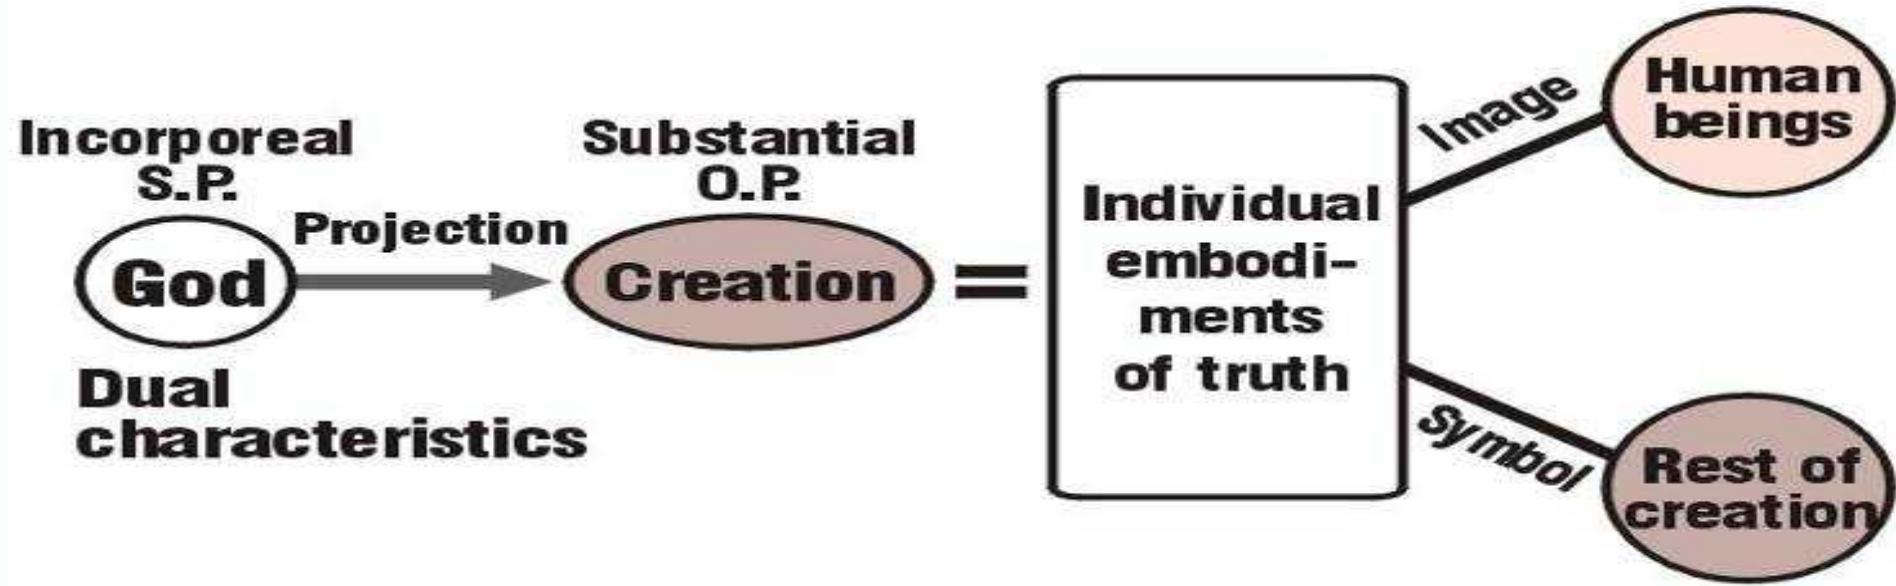 Incorporeal
S.P.
God
Dual
characteristics
Projection
Substantial
O.P.
Creation
=
Individual
embodi-
ments
of truth
Image
Human
beings
Symbol
Rest of
creation